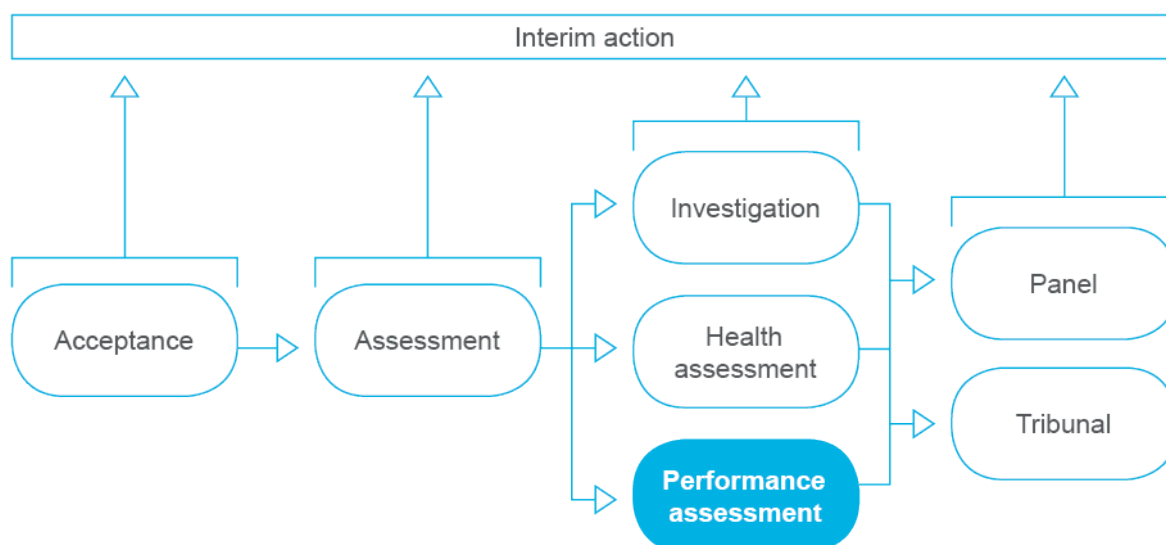 Interim action
Acceptance
Assessment
Investigation
Health
assessment
Performance
assessment
Panel
Tribunal